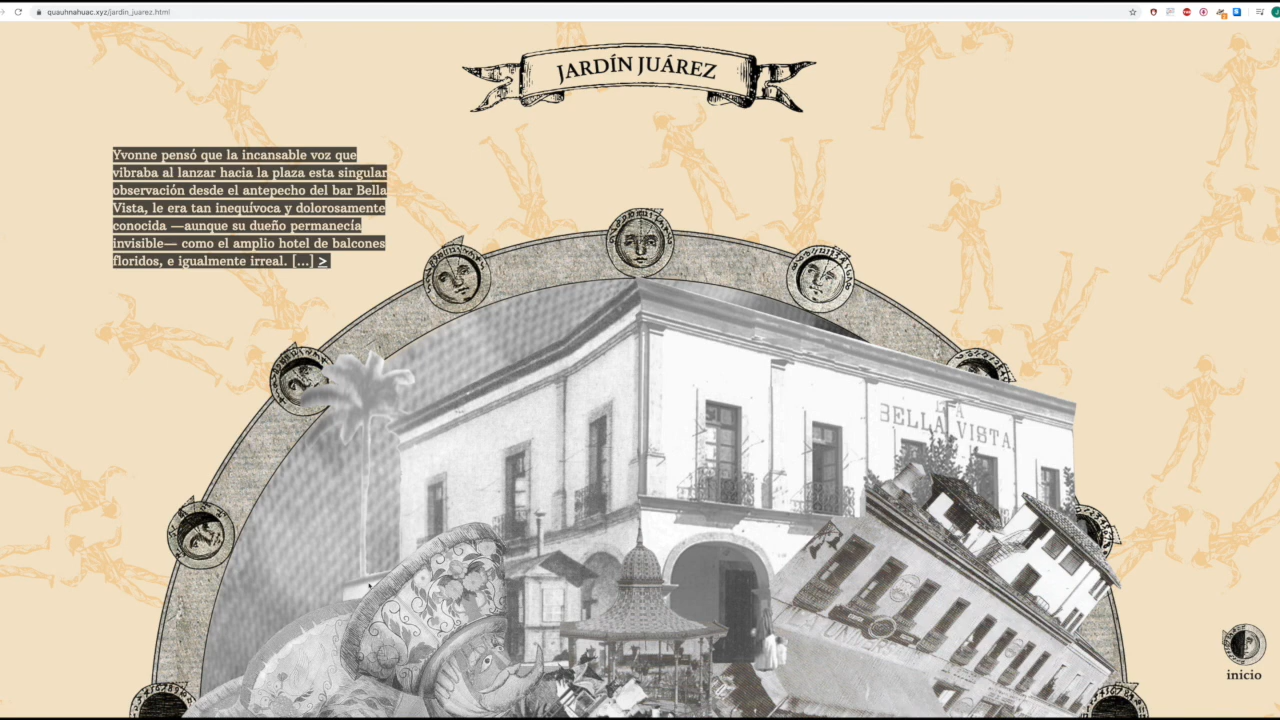 quauhnahuac.xyz/jardin_juarez.html
JARDÍN JUÁREZ
Yvonne pensó que la incansable voz que
vibraba al lanzar hacia la plaza esta singular
observación desde el antepecho del bar Bella
Vista, le era tan inequívoca y dolorosamente
conocida —aunque su dueño permanecía
invisible— como el amplio hotel de balcones
floridos, e igualmente irreal. [...] >
BELLA VISTA
LA UNIVERSAL
inicio